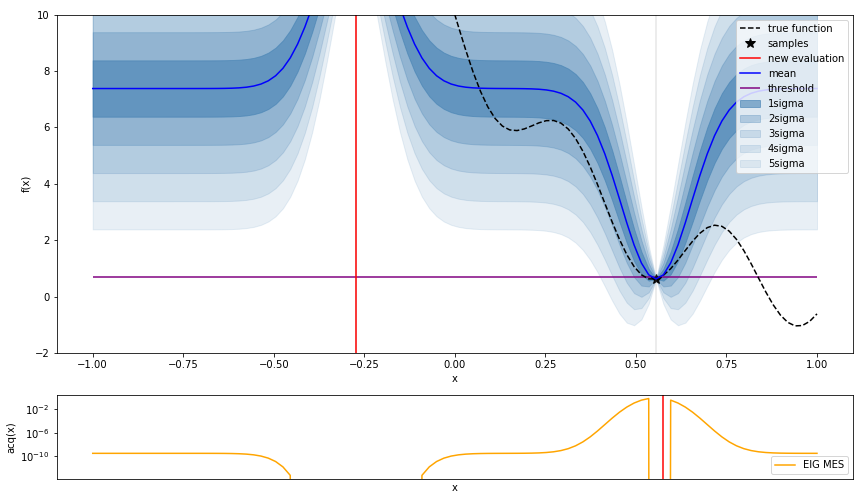 10
8
6
4
2
0
−2
f(x)
true function
samples
new evaluation
mean
threshold
1sigma
2sigma
3sigma
4sigma
5sigma
−1.00 −0.75 −0.50 −0.25 0.00 0.25 0.50 0.75 1.00
x
acq(x)
10−2
10−6
10−10
EIG MES
x